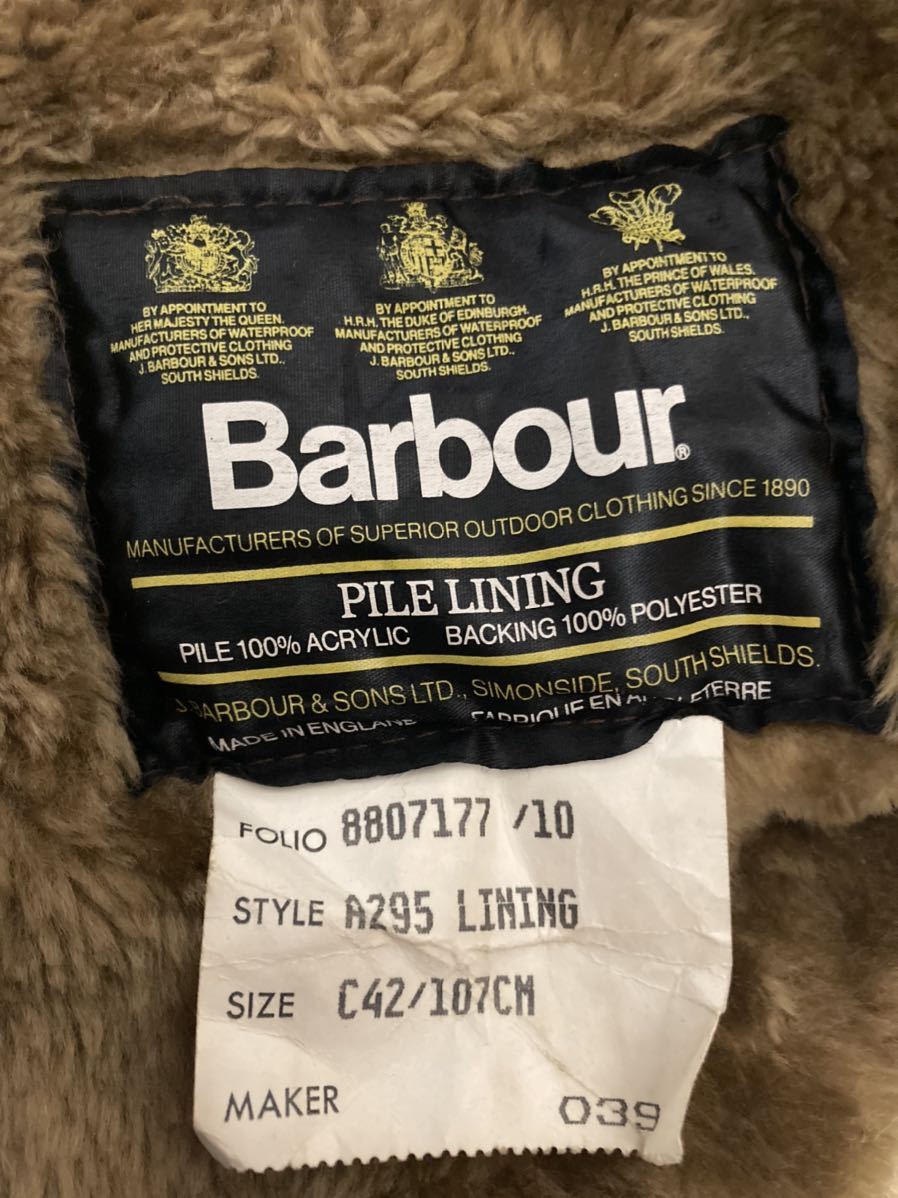 BY APPOINTMENT TO
HER MAJESTY THE QUEEN.
MANUFACTURERS OF WATERPROOF
AND PROTECTIVE CLOTHING
J. BARBOUR & SONS LTD.,
SOUTH SHIELDS.
BY APPOINTMENT TO
H.R.H. THE DUKE OF EDINBURGH.
MANUFACTURERS OF WATERPROOF
AND PROTECTIVE CLOTHING
J. BARBOUR & SONS LTD.,
SOUTH SHIELDS.
BY APPOINTMENT TO
H.R.H. THE PRINCE OF WALES.
MANUFACTURERS OF WATERPROOF
AND PROTECTIVE CLOTHING
J. BARBOUR & SONS LTD.,
SOUTH SHIELDS.
Barbour®
MANUFACTURERS OF SUPERIOR OUTDOOR CLOTHING SINCE 1890
PILE LINING
PILE 100% ACRYLIC BACKING 100% POLYESTER
J. BARBOUR & SONS LTD., SIMONSIDE, SOUTH SHIELDS.
MADE IN ENGLAND FABRIQUE EN
FOLIO 8807177 /10
STYLE A295 LINING
SIZE C42/107CM
MAKER 039